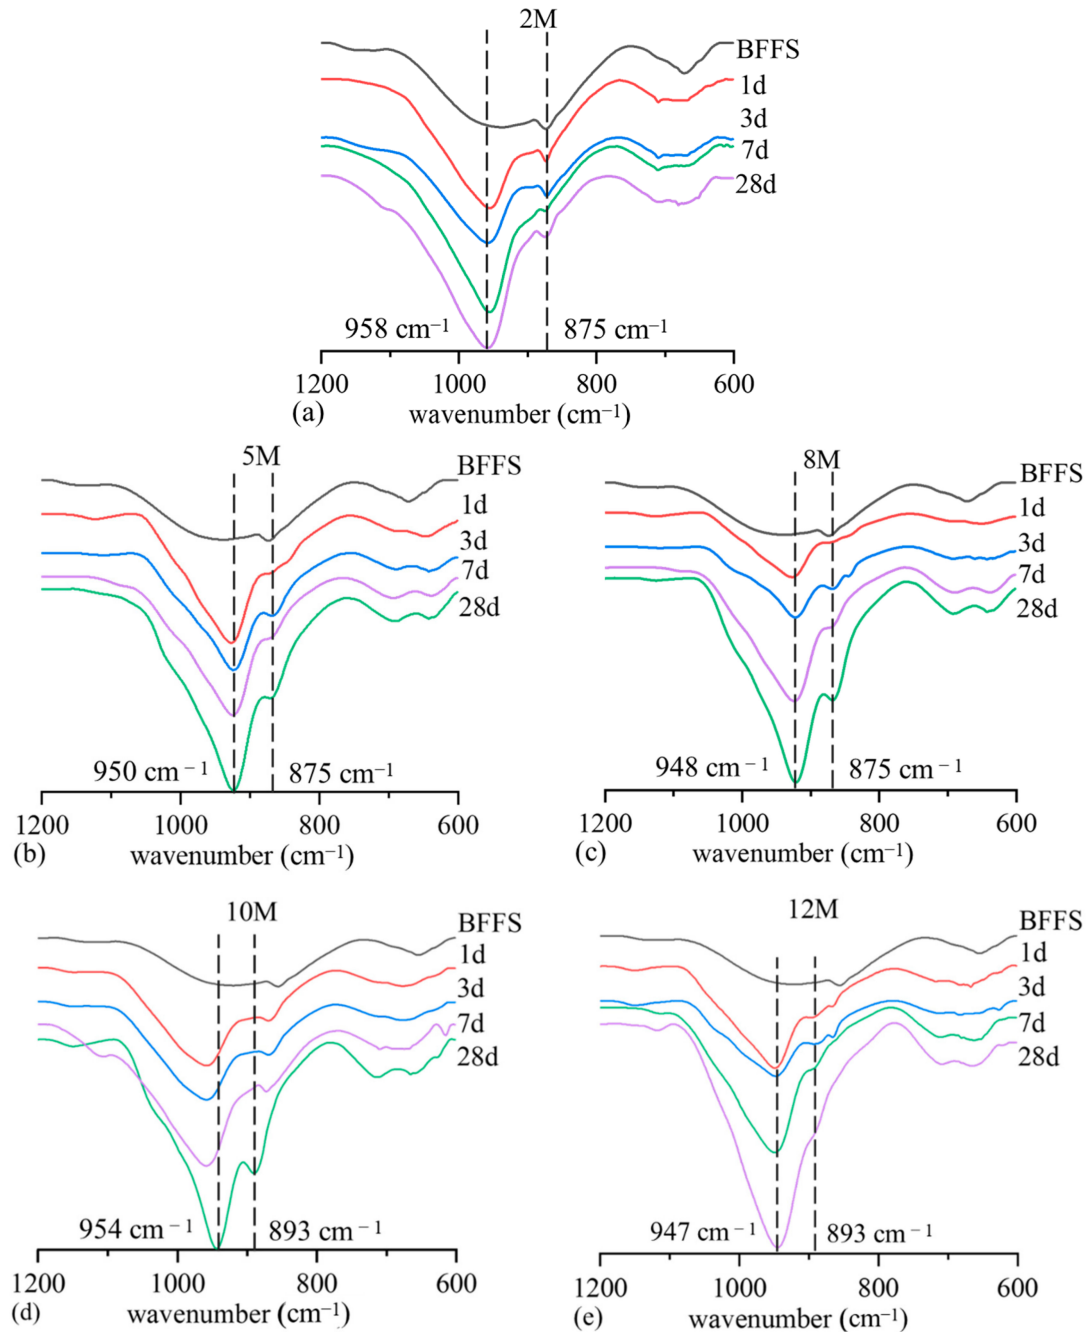 2M
BFFS
1d
3d
7d
28d
958 cm⁻¹ 875 cm⁻¹
1200 1000 800 600
(a) wavenumber (cm⁻¹)
5M
BFFS
1d
3d
7d
28d
950 cm⁻¹ 875 cm⁻¹
1200 1000 800 600
(b) wavenumber (cm⁻¹)
8M
BFFS
1d
3d
7d
28d
948 cm⁻¹ 875 cm⁻¹
1200 1000 800 600
(c) wavenumber (cm⁻¹)
10M
BFFS
1d
3d
7d
28d
954 cm⁻¹ 893 cm⁻¹
1200 1000 800 600
(d) wavenumber (cm⁻¹)
12M
BFFS
1d
3d
7d
28d
947 cm⁻¹ 893 cm⁻¹
1200 1000 800 600
(e) wavenumber (cm⁻¹)